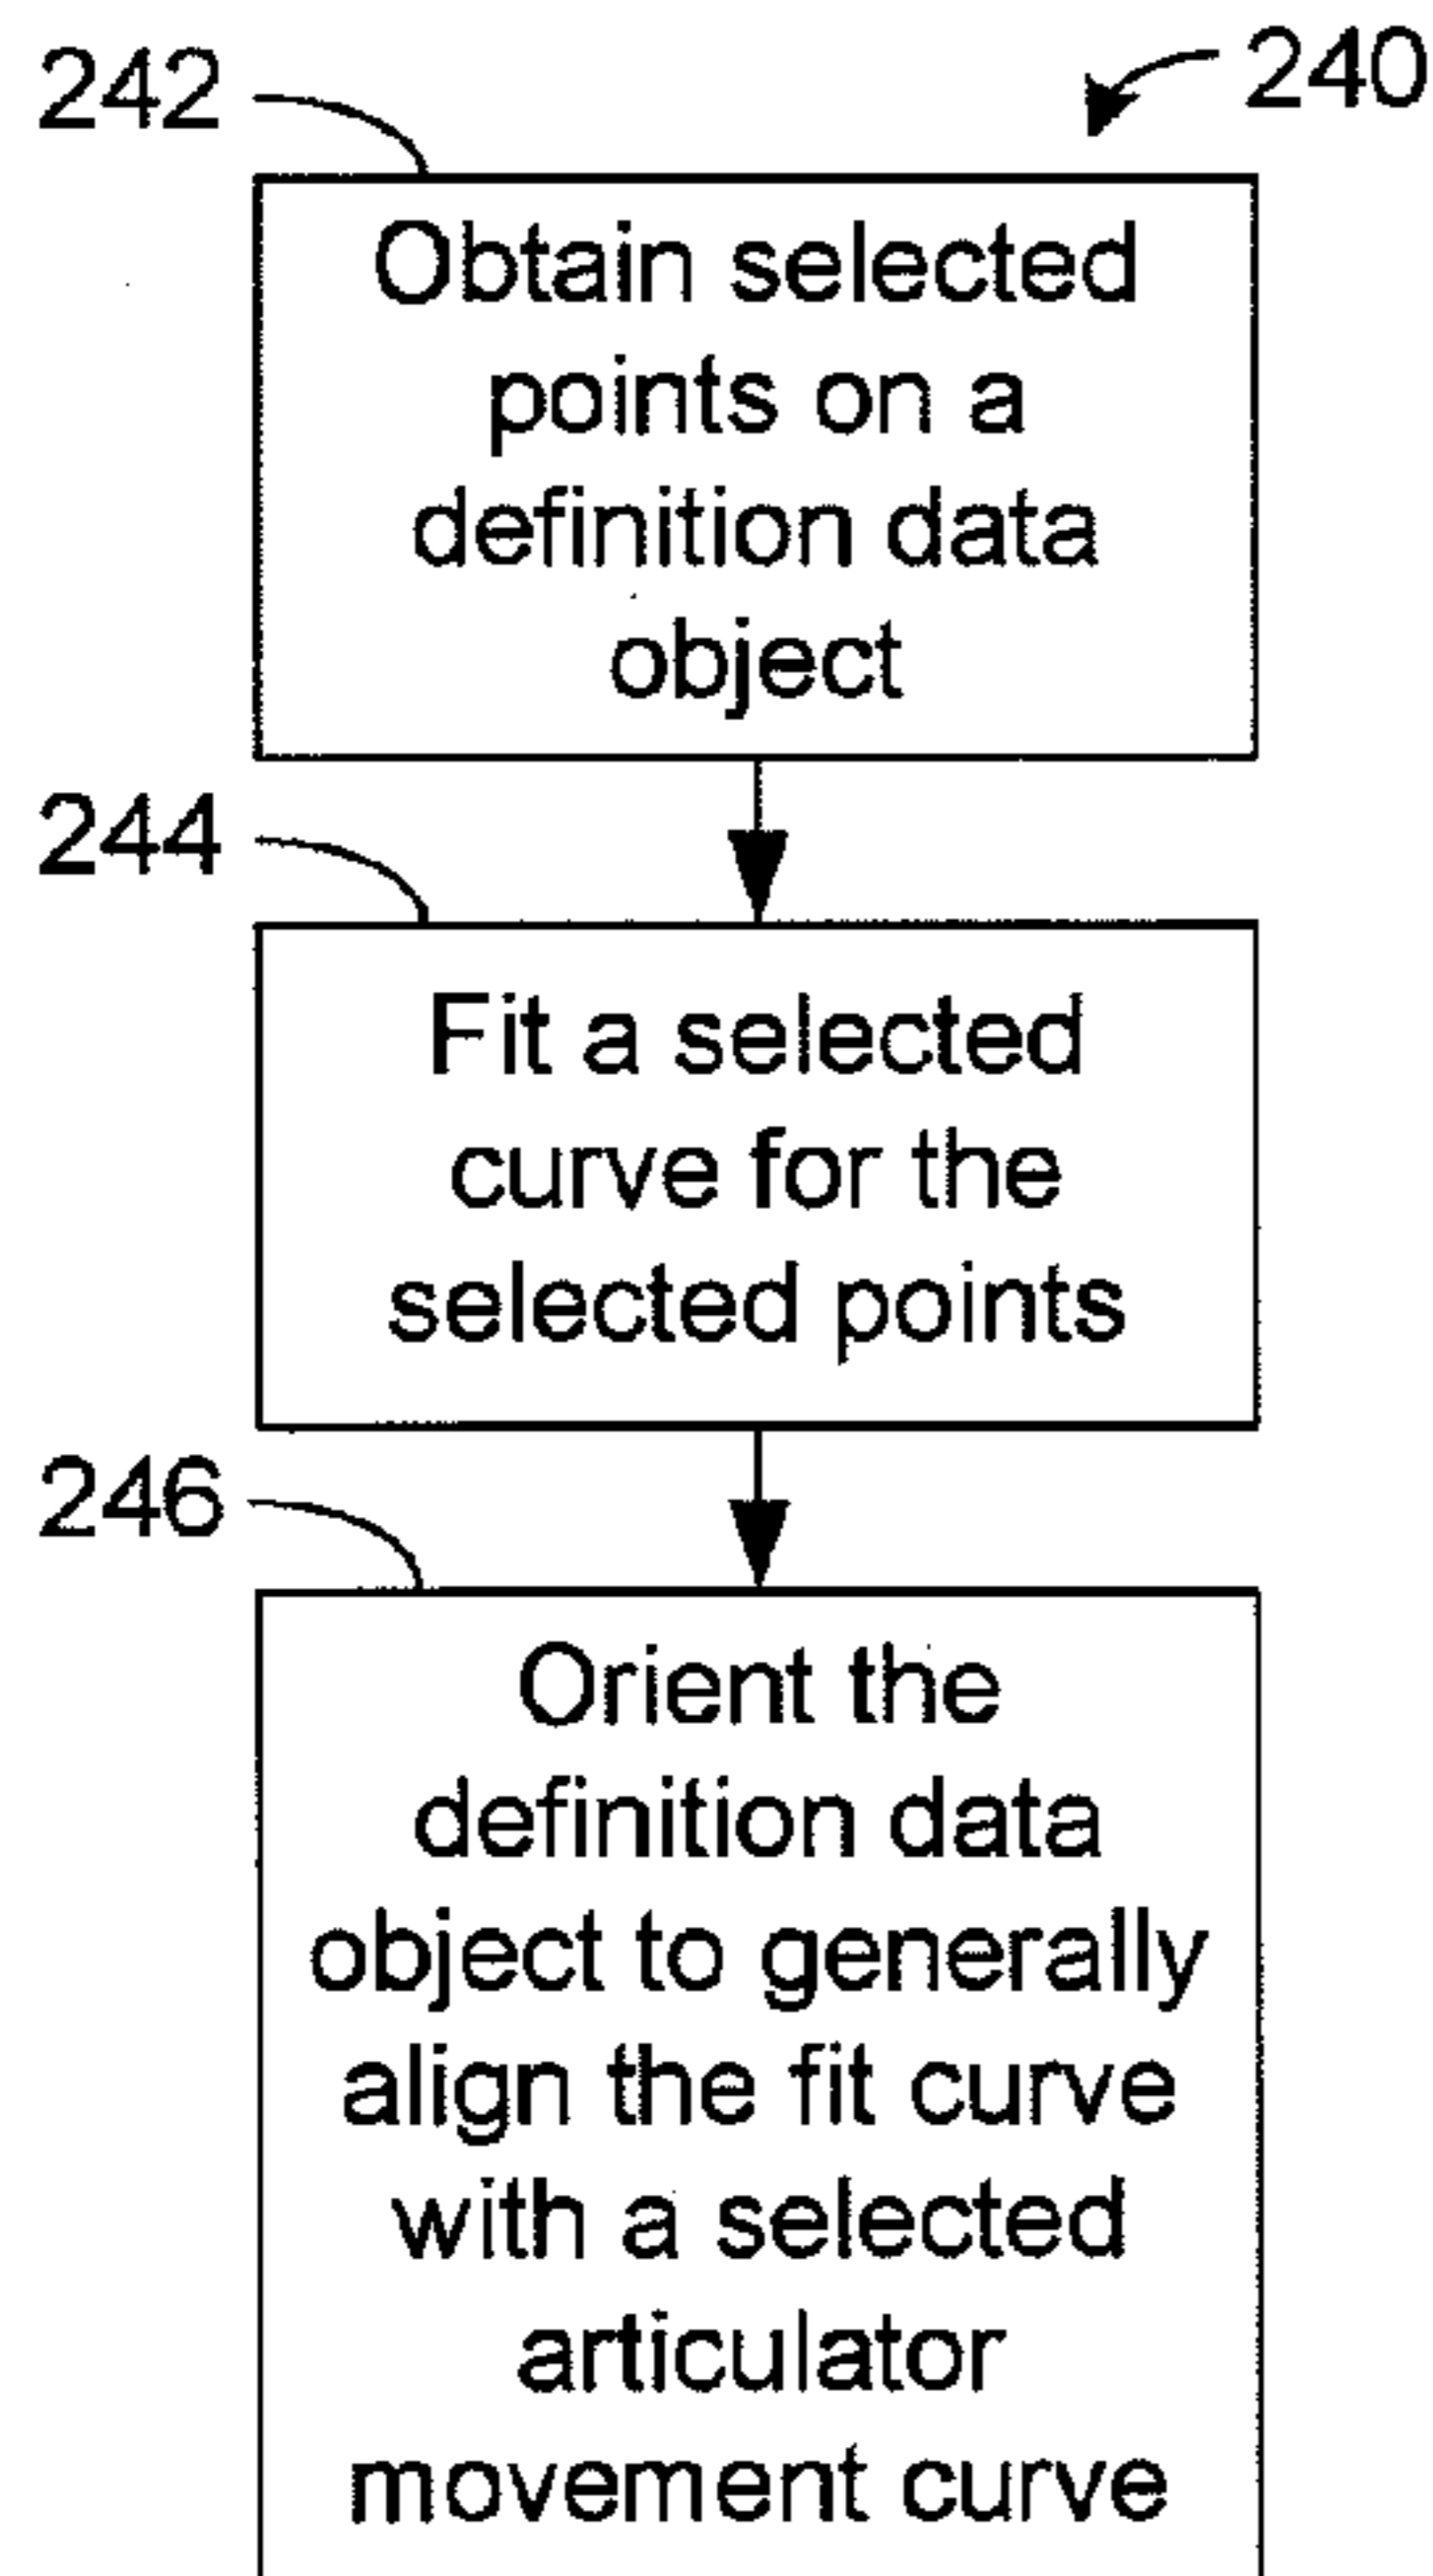 240
242
Obtain selected
points on a
definition data
object
244
Fit a selected
curve for the
selected points
246
Orient the
definition data
object to generally
align the fit curve
with a selected
articulator
movement curve